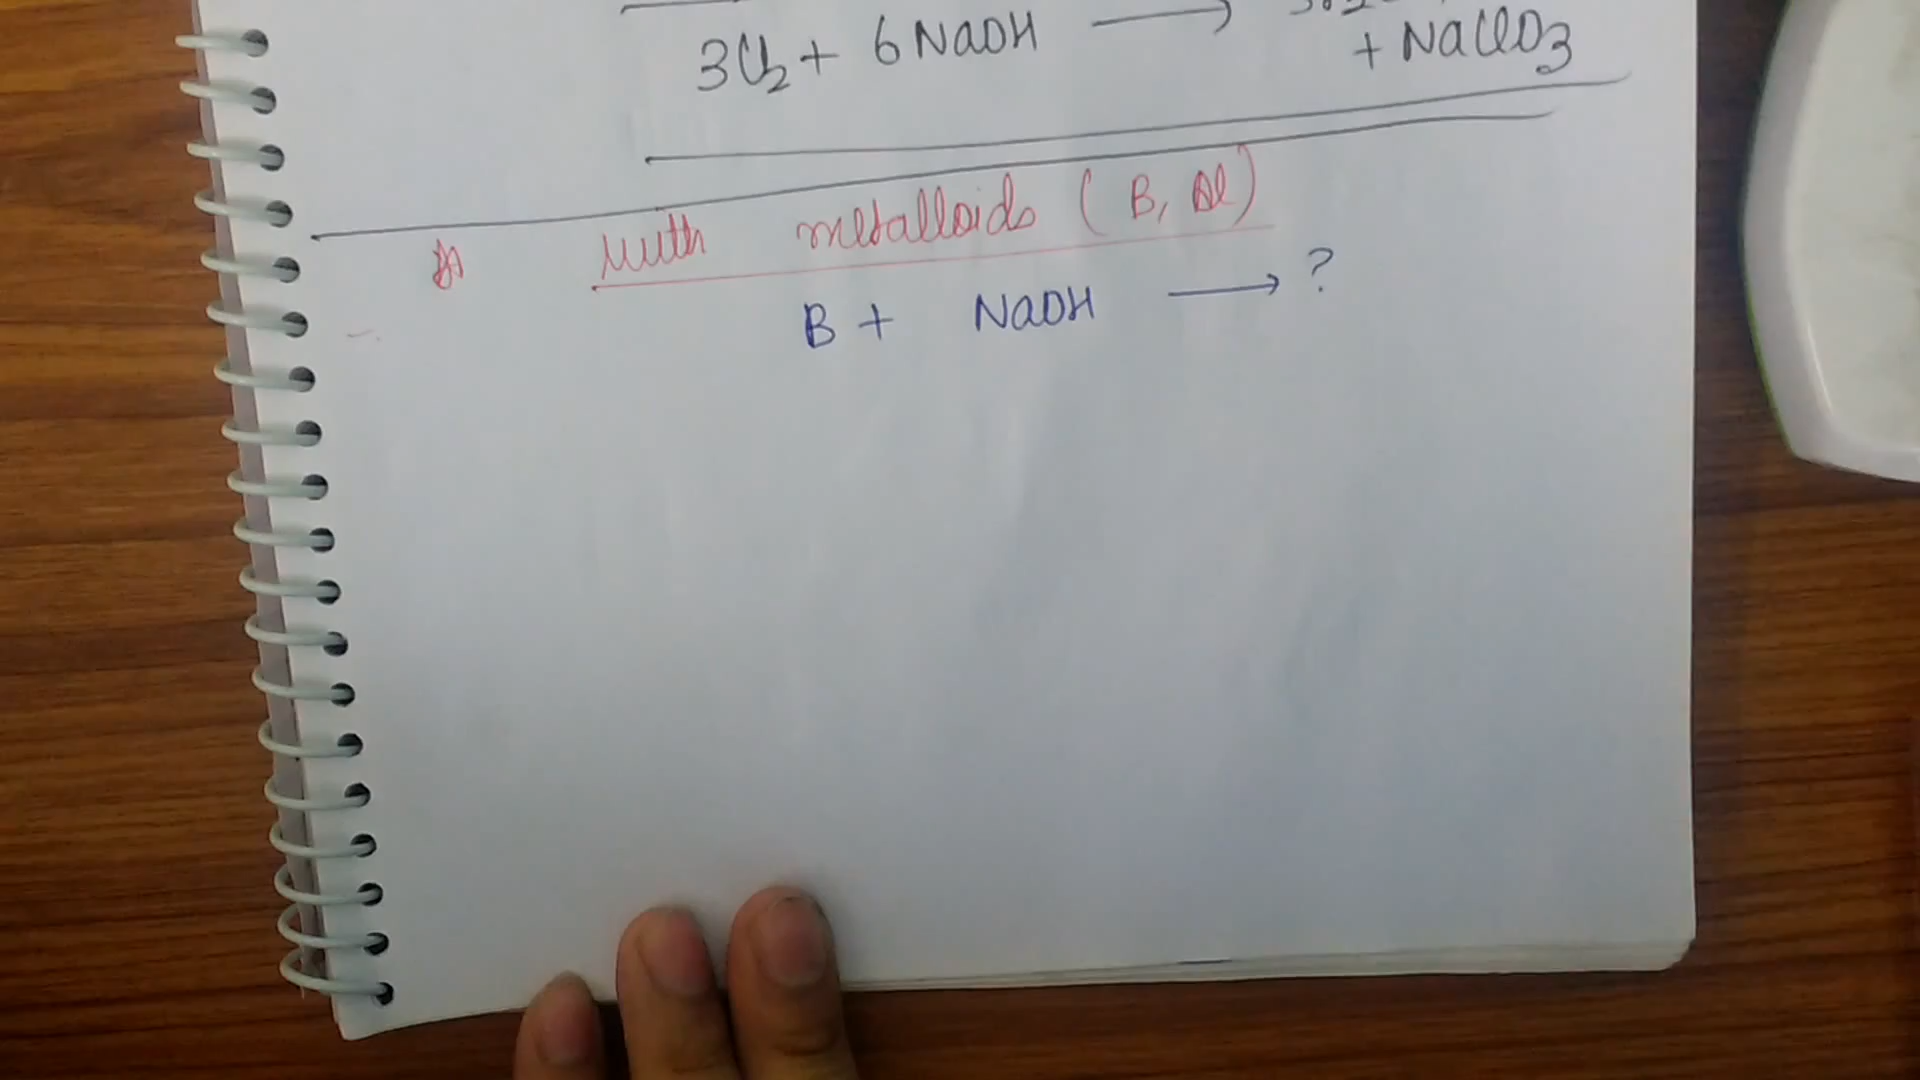 3Cl2 + 6NaOH ⟶
+ NaClO3
With metalloids (B, Al)
B + NaOH ⟶ ?